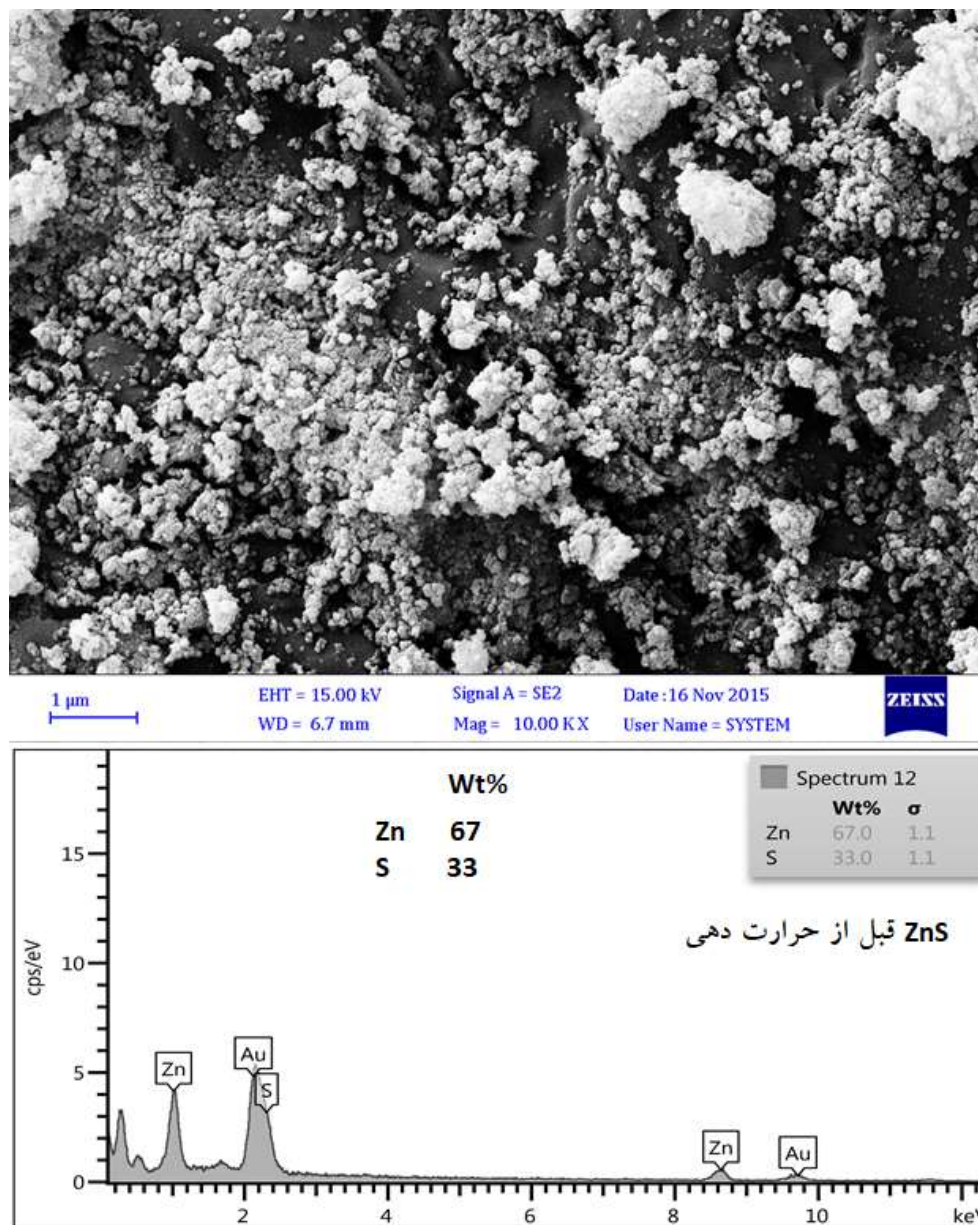 1 µm
EHT = 15.00 kV
Signal A = SE2
Date :16 Nov 2015
ZEISS
WD = 6.7 mm
Mag = 10.00 K X
User Name = SYSTEM
Wt%
Zn 67
S 33
Spectrum 12
Wt% σ
Zn 67.0 1.1
S 33.0 1.1
ZnS قبل از حرارت دهی
cps/eV
15
10
5
0
Zn
Au
S
Zn
Au
2 4 6 8 10 keV